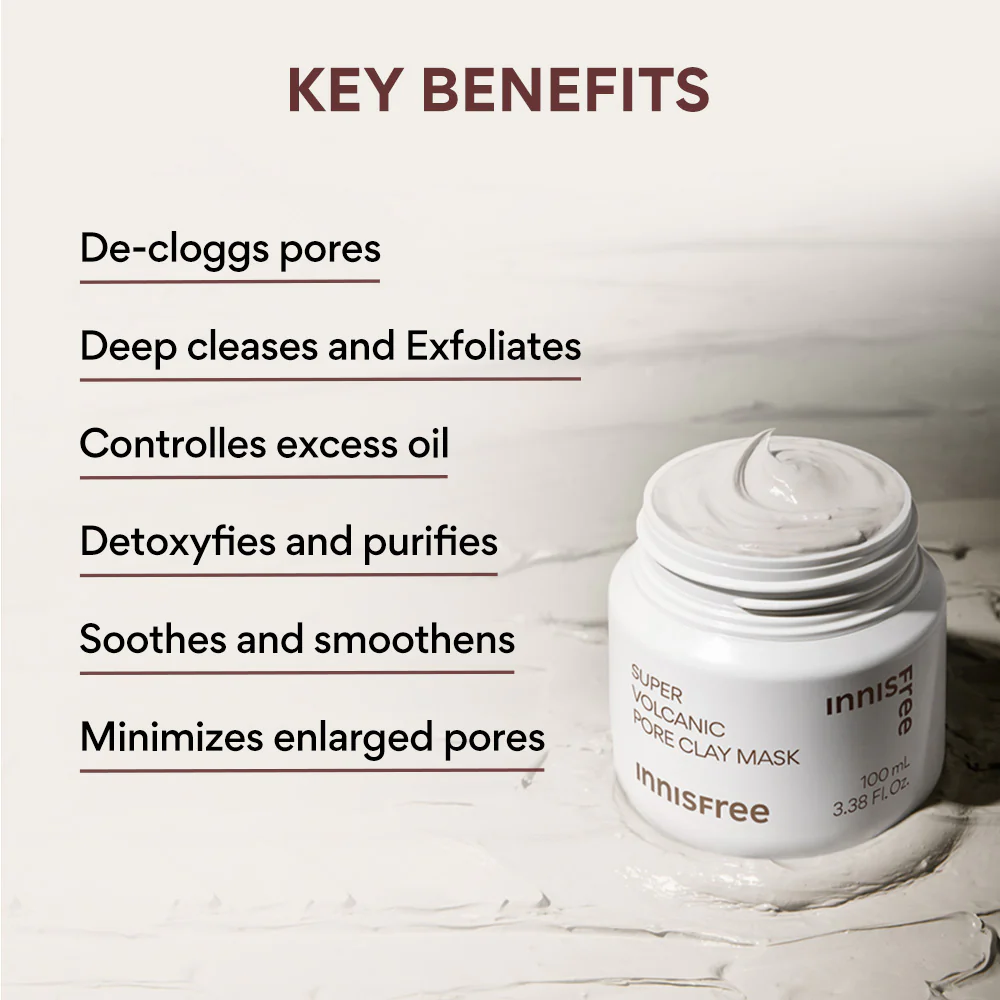 KEY BENEFITS
De-cloggs pores
Deep cleases and Exfoliates
Controlles excess oil
Detoxyfies and purifies
Soothes and smoothens
Minimizes enlarged pores
SUPER
VOLCANIC
PORE CLAY MASK
innisfree
innisfree
100 mL
3.38 Fl. Oz.